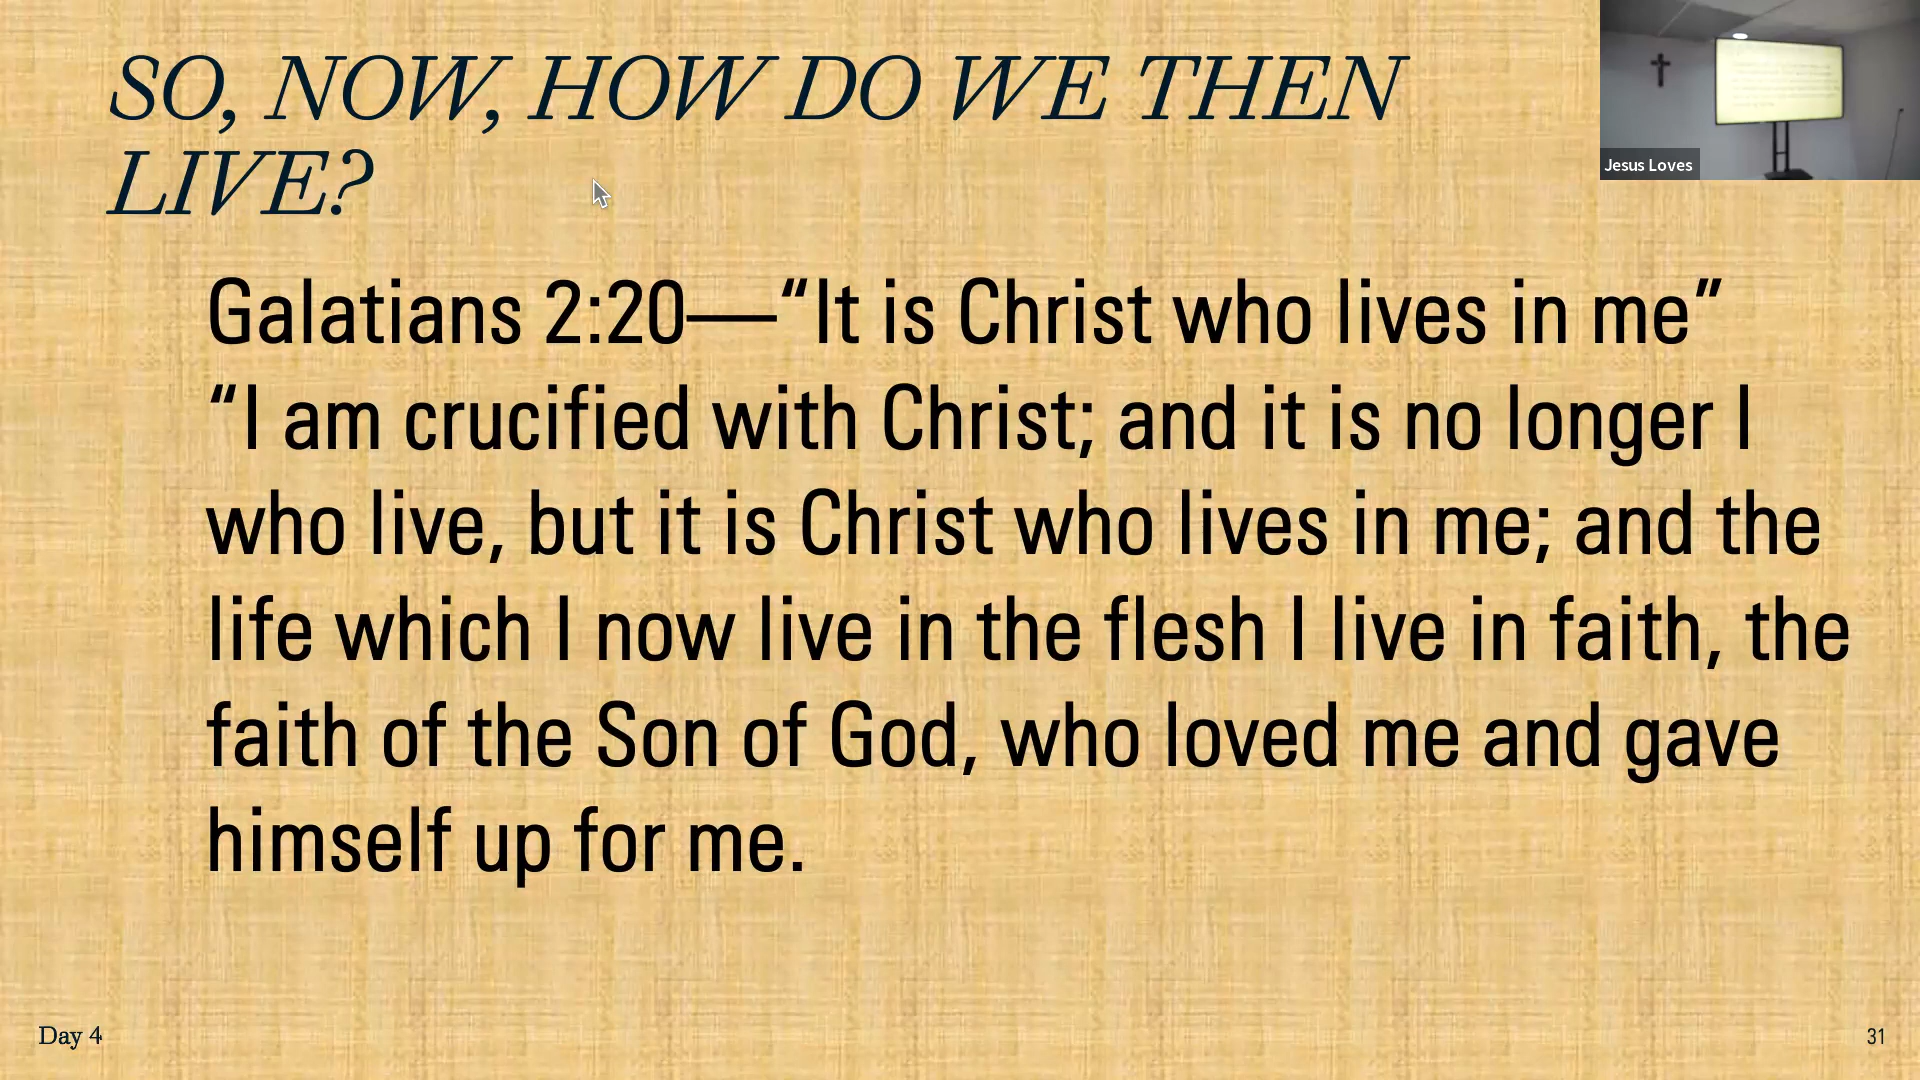 SO, NOW, HOW DO WE THEN
LIVE?
Jesus Loves
Galatians 2:20—“It is Christ who lives in me”
“I am crucified with Christ; and it is no longer I
who live, but it is Christ who lives in me; and the
life which I now live in the flesh I live in faith, the
faith of the Son of God, who loved me and gave
himself up for me.
Day 4
31